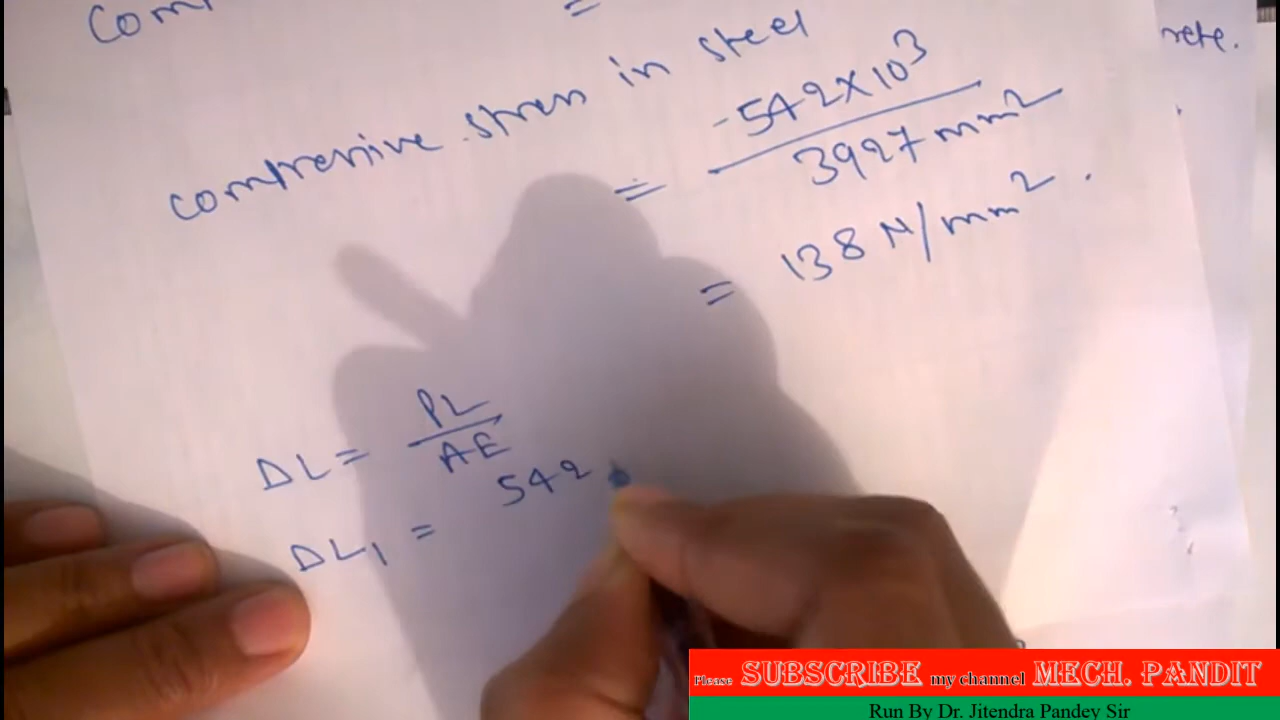 compressive stress in steel
= -542×10³ / 3927 mm²
= 138 N/mm².
rete.
ΔL = PL / AE
ΔL₁ = 542
Please SUBSCRIBE my channel MECH. PANDIT
Run By Dr. Jitendra Pandey Sir